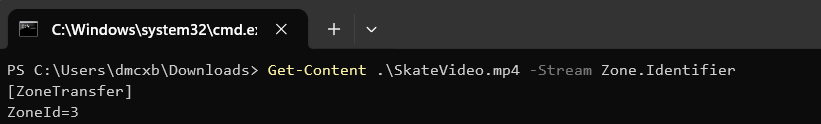 C:\Windows\system32\cmd.e
PS C:\Users\dmcxb\Downloads> Get-Content .\SkateVideo.mp4 -Stream Zone.Identifier
[ZoneTransfer]
ZoneId=3